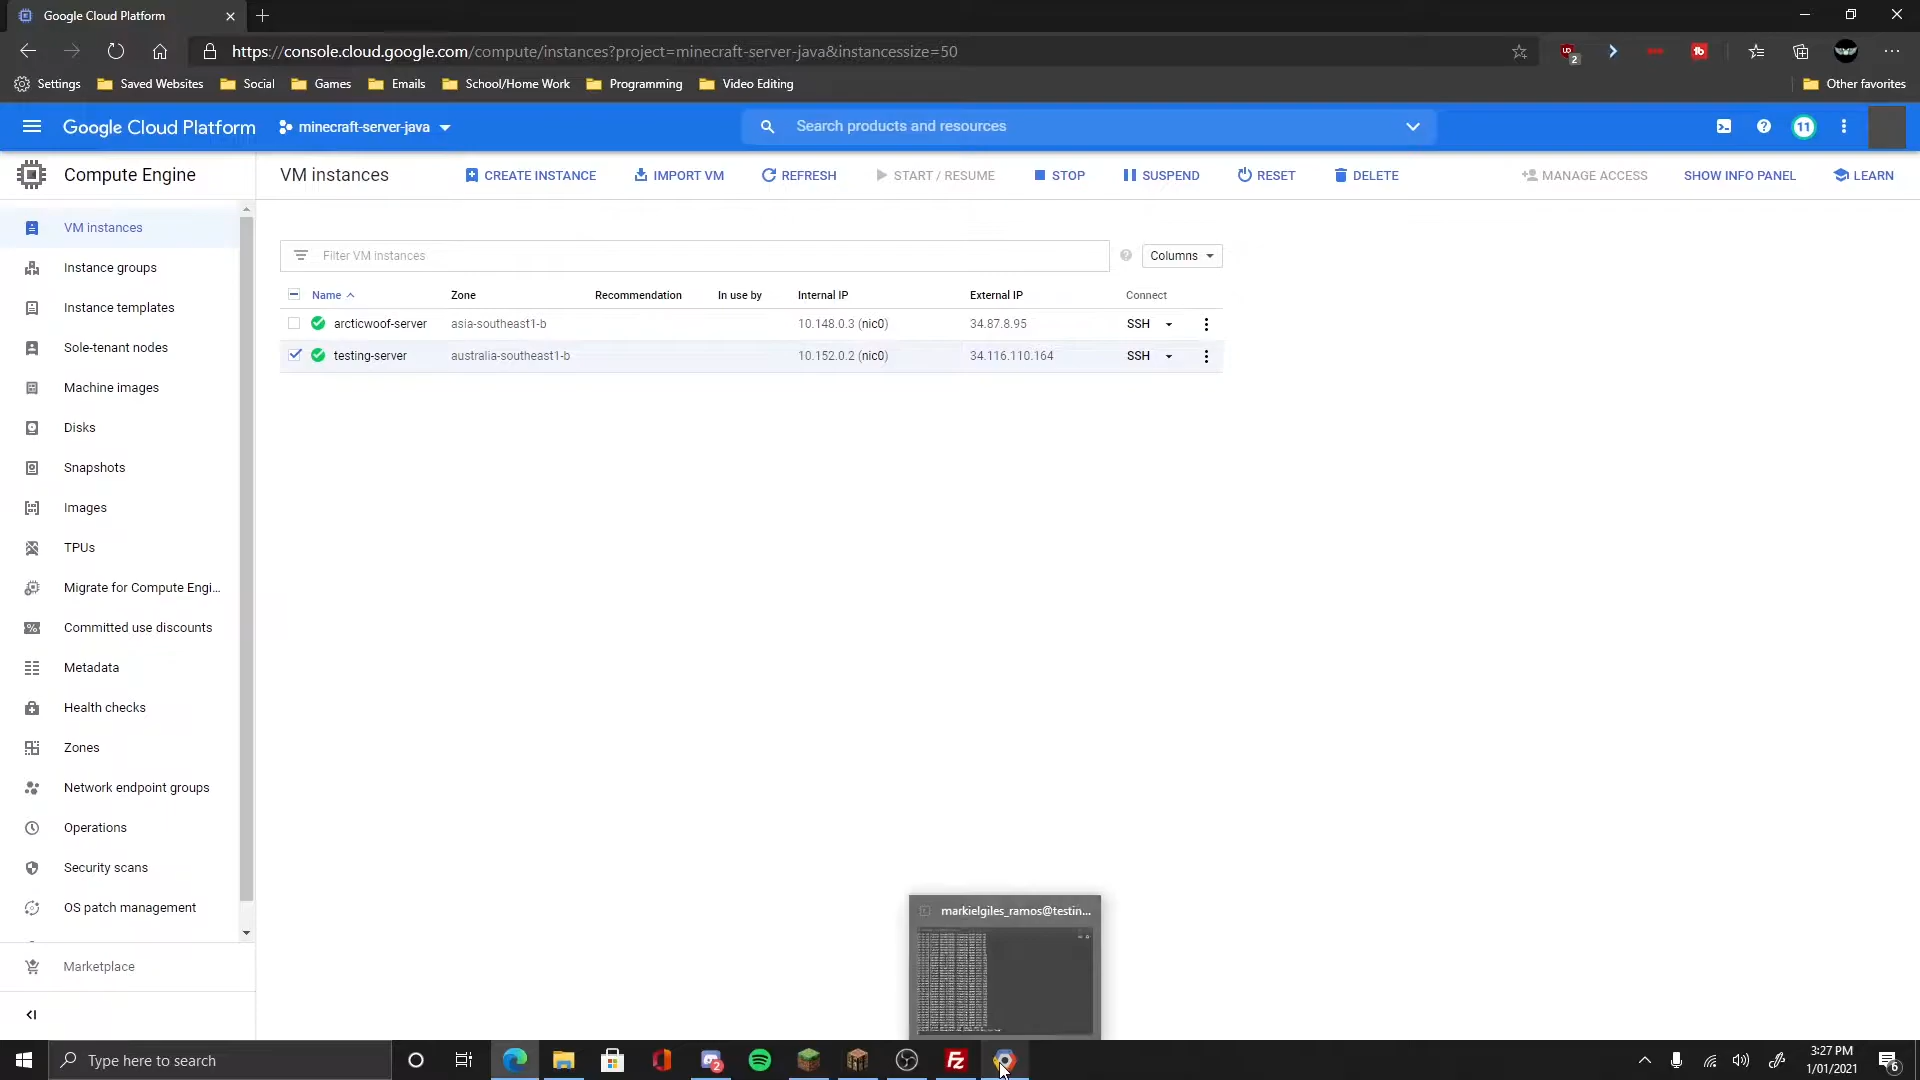 Google Cloud Platform
https://console.cloud.google.com/compute/instances?project=minecraft-server-java&instancessize=50
2
Settings Saved Websites Social Games Emails School/Home Work Programming Video Editing Other favorites
Google Cloud Platform minecraft-server-java Search products and resources 11
Compute Engine
VM instances CREATE INSTANCE IMPORT VM REFRESH START / RESUME STOP SUSPEND RESET DELETE MANAGE ACCESS SHOW INFO PANEL LEARN
VM instances
Instance groups
Instance templates
Sole-tenant nodes
Machine images
Disks
Snapshots
Images
TPUs
Migrate for Compute Engi...
Committed use discounts
Metadata
Health checks
Zones
Network endpoint groups
Operations
Security scans
OS patch management
Marketplace
Filter VM instances Columns
Name Zone Recommendation In use by Internal IP External IP Connect
arcticwoof-server asia-southeast1-b 10.148.0.3 (nic0) 34.87.8.95 SSH
testing-server australia-southeast1-b 10.152.0.2 (nic0) 34.116.110.164 SSH
markielgiles_ramos@testin...
Type here to search
2
3:27 PM
1/01/2021
6